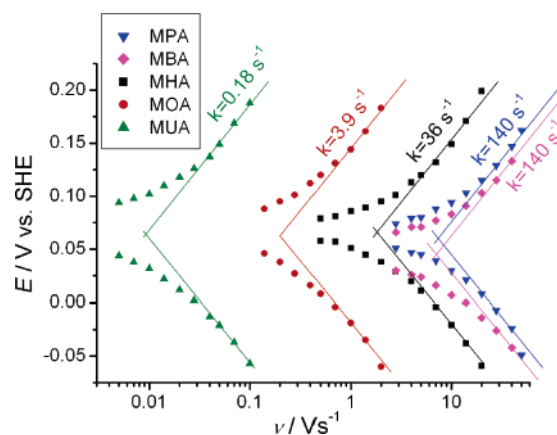 MPA
MBA
MHA
MOA
MUA
k=0.18 s⁻¹
k=3.9 s⁻¹
k=36 s⁻¹
k=140 s⁻¹
k=140 s⁻¹
E / V vs. SHE
0.20
0.15
0.10
0.05
0.00
-0.05
0.01
0.1
1
10
ν / Vs⁻¹